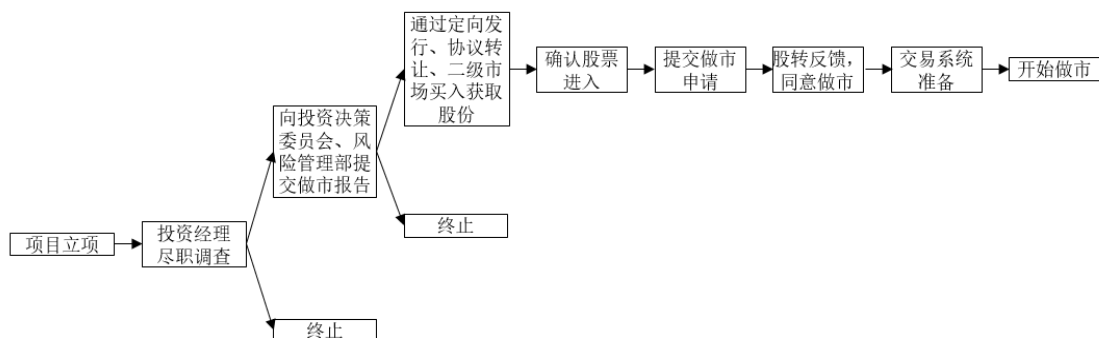 项目立项
投资经理
尽职调查
向投资决策
委员会、风
险管理部提
交做市报告
终止
通过定向发
行、协议转
让、二级市
场买入获取
股份
终止
确认股票
进入
提交做市
申请
股转反馈，
同意做市
交易系统
准备
开始做市